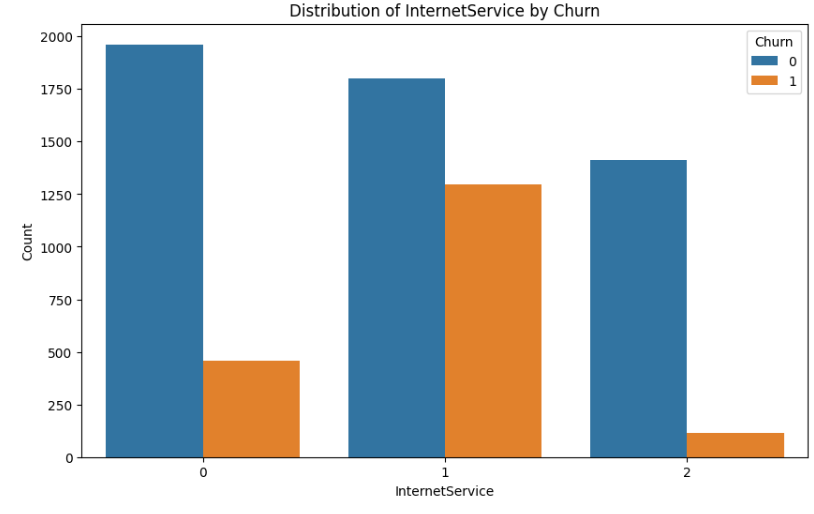 Distribution of InternetService by Churn
Churn
0
1
2000
1750
1500
1250
1000
750
500
250
0
Count
0 1 2
InternetService